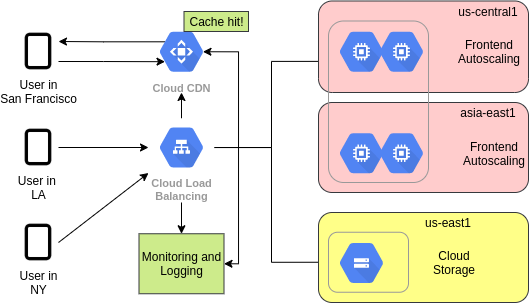 Cache hit!
us-central1
Frontend
Autoscaling
User in
San Francisco
Cloud CDN
asia-east1
Frontend
Autoscaling
User in
LA
Cloud Load
Balancing
us-east1
Cloud
Storage
Monitoring and
Logging
User in
NY